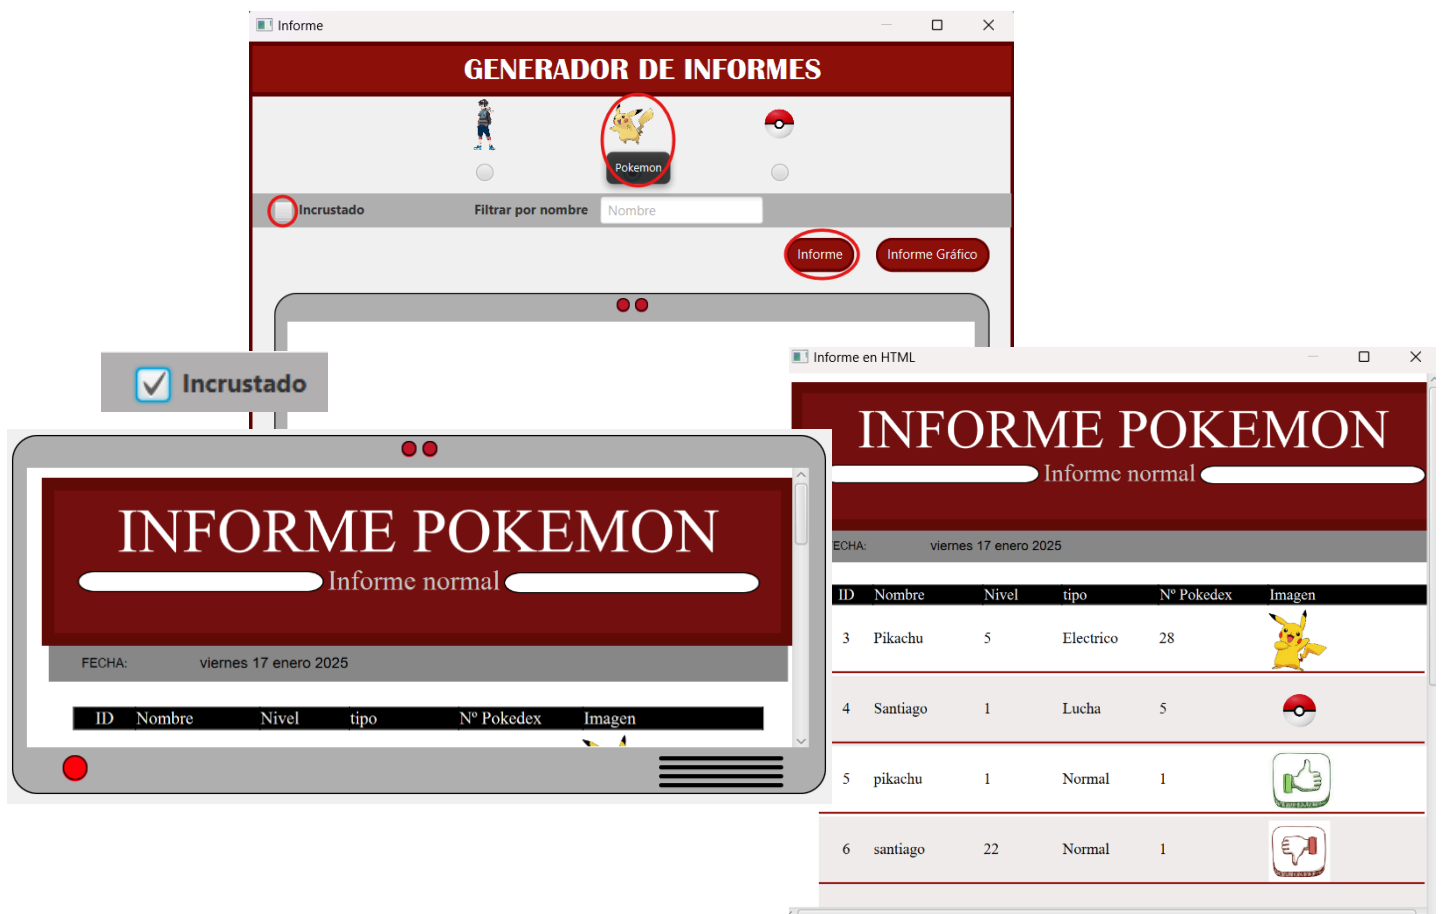 Informe
GENERADOR DE INFORMES
Pokemon
Incrustado
Filtrar por nombre
Nombre
Informe
Informe Gráfico
Incrustado
INFORME POKEMON
Informe normal
FECHA: viernes 17 enero 2025
ID Nombre Nivel tipo Nº Pokedex Imagen
Informe en HTML
INFORME POKEMON
Informe normal
ECHA: viernes 17 enero 2025
ID Nombre Nivel tipo Nº Pokedex Imagen
3 Pikachu 5 Electrico 28
4 Santiago 1 Lucha 5
5 pikachu 1 Normal 1
6 santiago 22 Normal 1